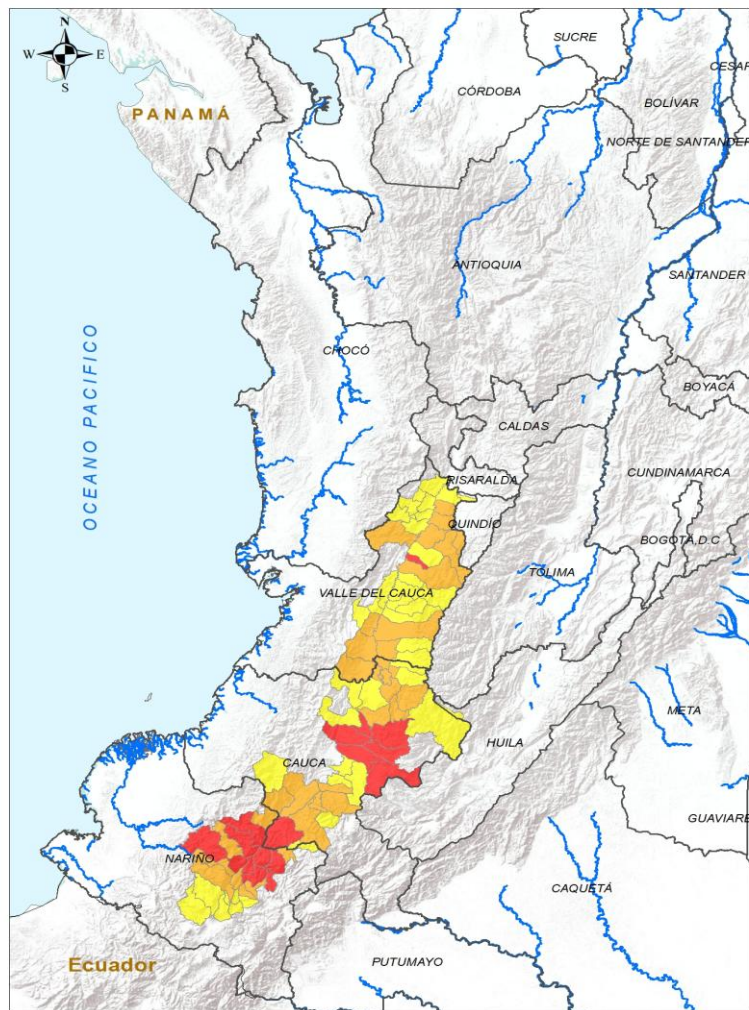 N
W E
S
SUCRE
CESAR
CÓRDOBA
BOLÍVAR
PANAMÁ
NORTE DE SANTANDER
ANTIOQUIA
SANTANDER
OCEANO PACIFICO
CHOCÓ
BOYACÁ
CALDAS
CUNDINAMARCA
RISARALDA
QUINDÍO
BOGOTÁ, D.C
TOLIMA
VALLE DEL CAUCA
META
HUILA
CAUCA
GUAVIARE
NARIÑO
CAQUETÁ
Ecuador
PUTUMAYO